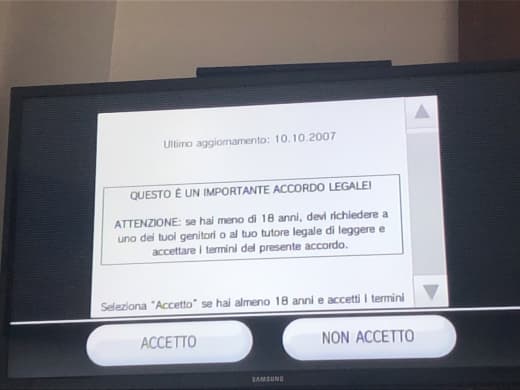 Ultimo aggiornamento: 10.10.2007
QUESTO È UN IMPORTANTE ACCORDO LEGALE!
ATTENZIONE: se hai meno di 18 anni, devi richiedere a
uno dei tuoi genitori o al tuo tutore legale di leggere e
accettare i termini del presente accordo.
Seleziona "Accetto" se hai almeno 18 anni e accetti i termini
ACCETTO
NON ACCETTO
SAMSUNG